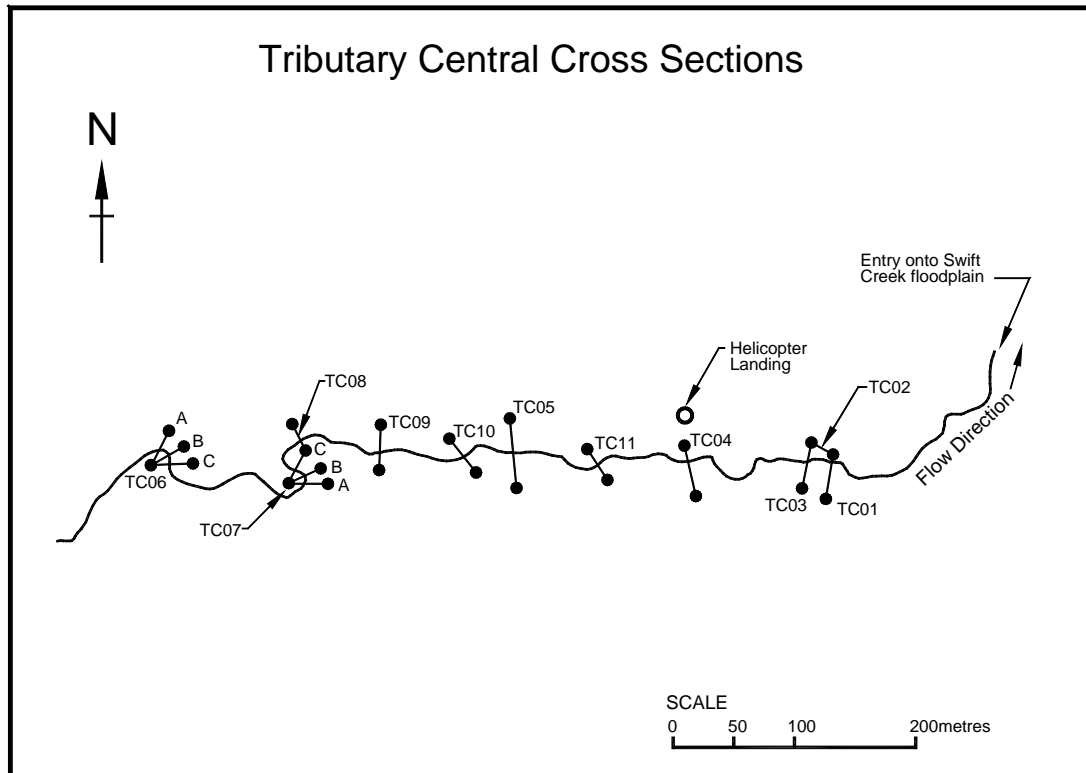 Tributary Central Cross Sections
N
Entry onto Swift
Creek floodplain
Helicopter
Landing
TC08
TC02
A
B
C
TC06
TC09
TC10
TC05
TC11
TC04
C
B
A
TC07
TC03
TC01
Flow Direction
SCALE
0 50 100 200metres